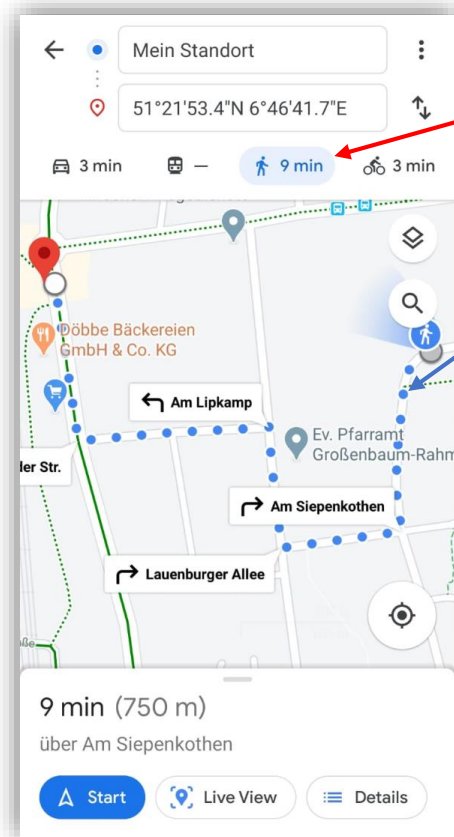 Mein Standort
51°21'53.4"N 6°46'41.7"E
3 min
–
9 min
3 min
Döbbe Bäckereien
GmbH & Co. KG
Am Lipkamp
Ev. Pfarramt
Großenbaum-Rahm
ler Str.
Am Siepenkothen
Lauenburger Allee
9 min (750 m)
über Am Siepenkothen
Start
Live View
Details